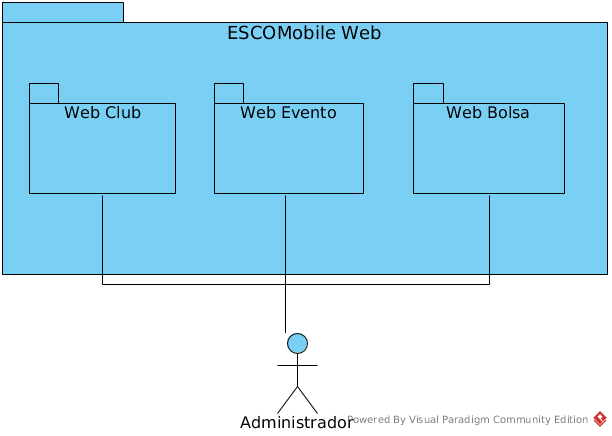 ESCOMobile Web
Web Club
Web Evento
Web Bolsa
Administrador
Powered By Visual Paradigm Community Edition